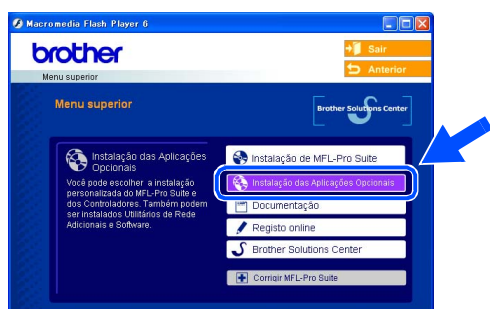 Macromedia Flash Player 6
brother
Sair
Anterior
Menu superior
Menu superior
Brother Solutions Center
Instalação das Aplicações
Opcionais
Você pode escolher a instalação
personalizada do MFL-Pro Suite e
dos Controladores. Também podem
ser instalados Utilitários de Rede
Adicionais e Software.
Instalação de MFL-Pro Suite
Instalação das Aplicações Opcionais
Documentação
Registo online
Brother Solutions Center
Corrigir MFL-Pro Suite